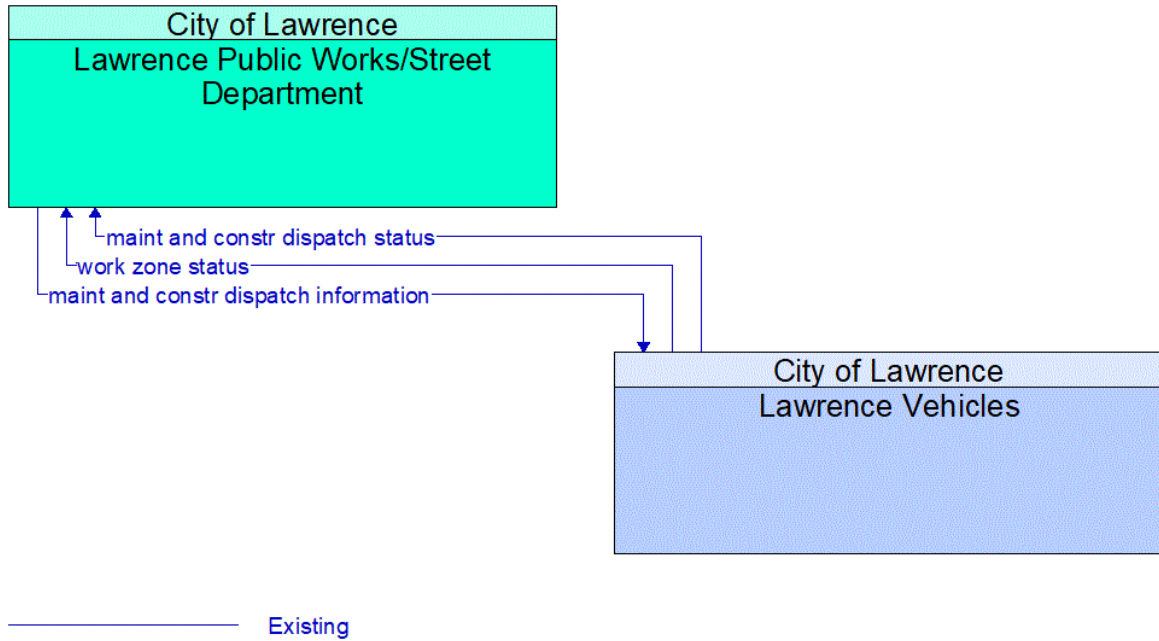 City of Lawrence
Lawrence Public Works/Street
Department
maint and constr dispatch status
work zone status
maint and constr dispatch information
City of Lawrence
Lawrence Vehicles
Existing